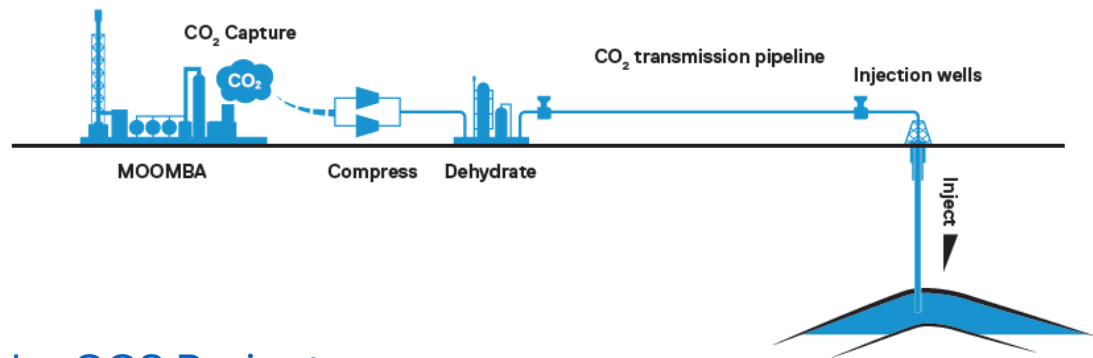 CO₂ Capture
CO₂
CO₂ transmission pipeline
Injection wells
MOOMBA
Compress
Dehydrate
Inject